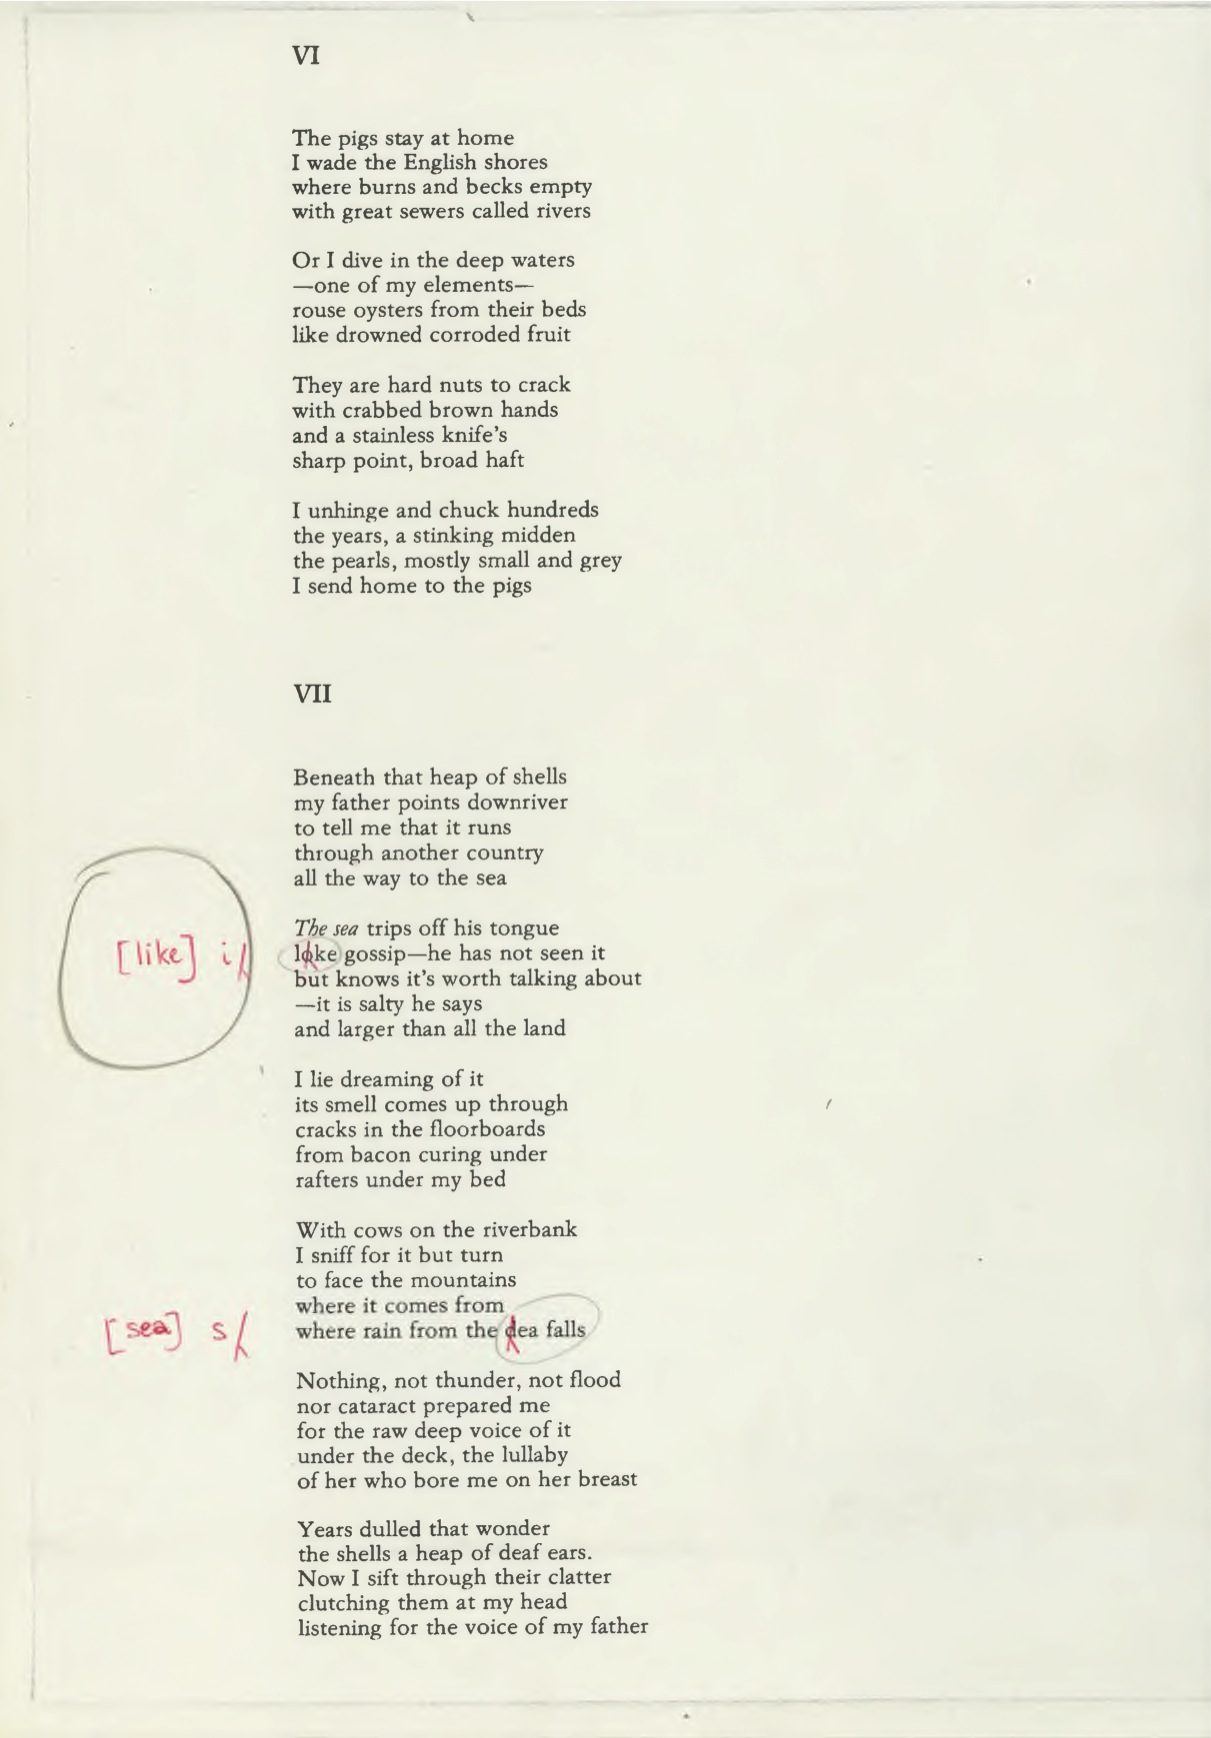 VI
The pigs stay at home
I wade the English shores
where burns and becks empty
with great sewers called rivers
Or I dive in the deep waters
—one of my elements—
rouse oysters from their beds
like drowned corroded fruit
They are hard nuts to crack
with crabbed brown hands
and a stainless knife's
sharp point, broad haft
I unhinge and chuck hundreds
the years, a stinking midden
the pearls, mostly small and grey
I send home to the pigs
VII
Beneath that heap of shells
my father points downriver
to tell me that it runs
through another country
all the way to the sea
The sea trips off his tongue
[like] i/ loke gossip—he has not seen it
but knows it's worth talking about
—it is salty he says
and larger than all the land
I lie dreaming of it
its smell comes up through
cracks in the floorboards
from bacon curing under
rafters under my bed
With cows on the riverbank
I sniff for it but turn
to face the mountains
where it comes from
[sea] s/ where rain from the dea falls
Nothing, not thunder, not flood
nor cataract prepared me
for the raw deep voice of it
under the deck, the lullaby
of her who bore me on her breast
Years dulled that wonder
the shells a heap of deaf ears.
Now I sift through their clatter
clutching them at my head
listening for the voice of my father